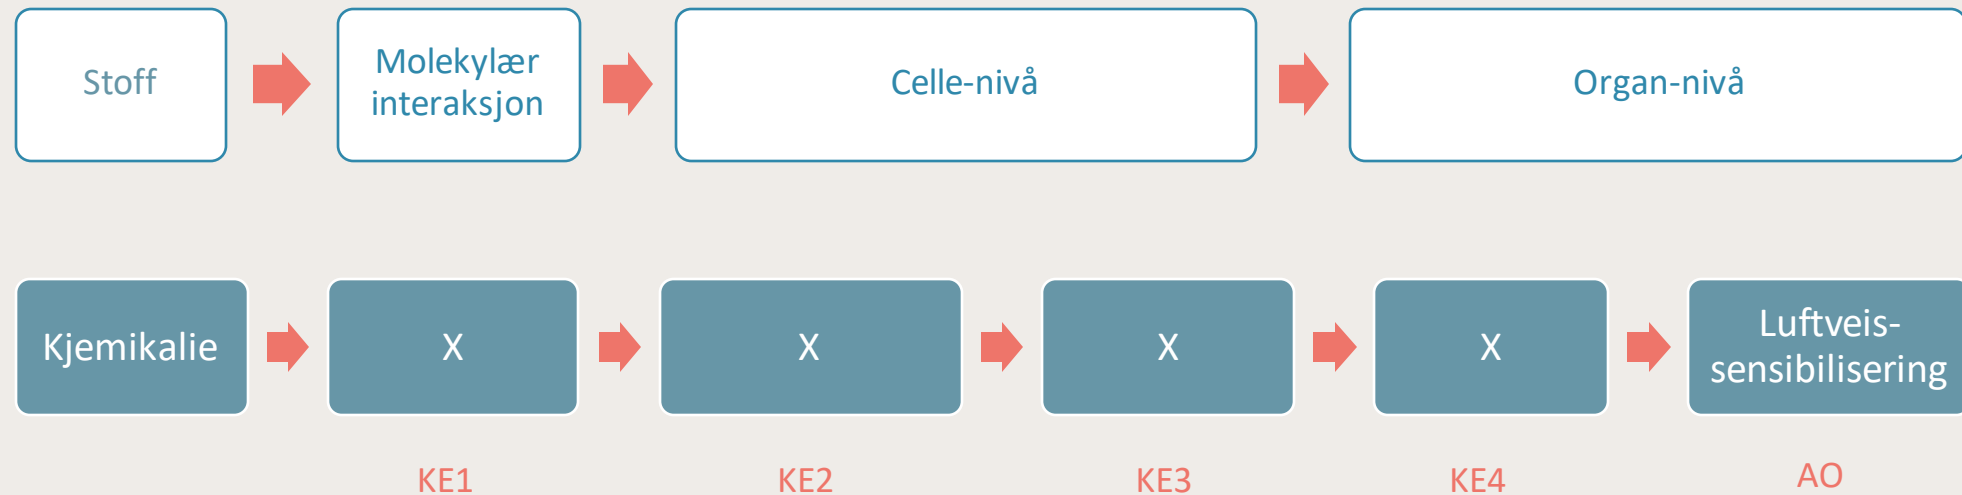 Stoff
Molekylær
interaksjon
Celle-nivå
Organ-nivå
Kjemikalie
X
X
X
X
Luftveis-
sensibilisering
KE1
KE2
KE3
KE4
AO